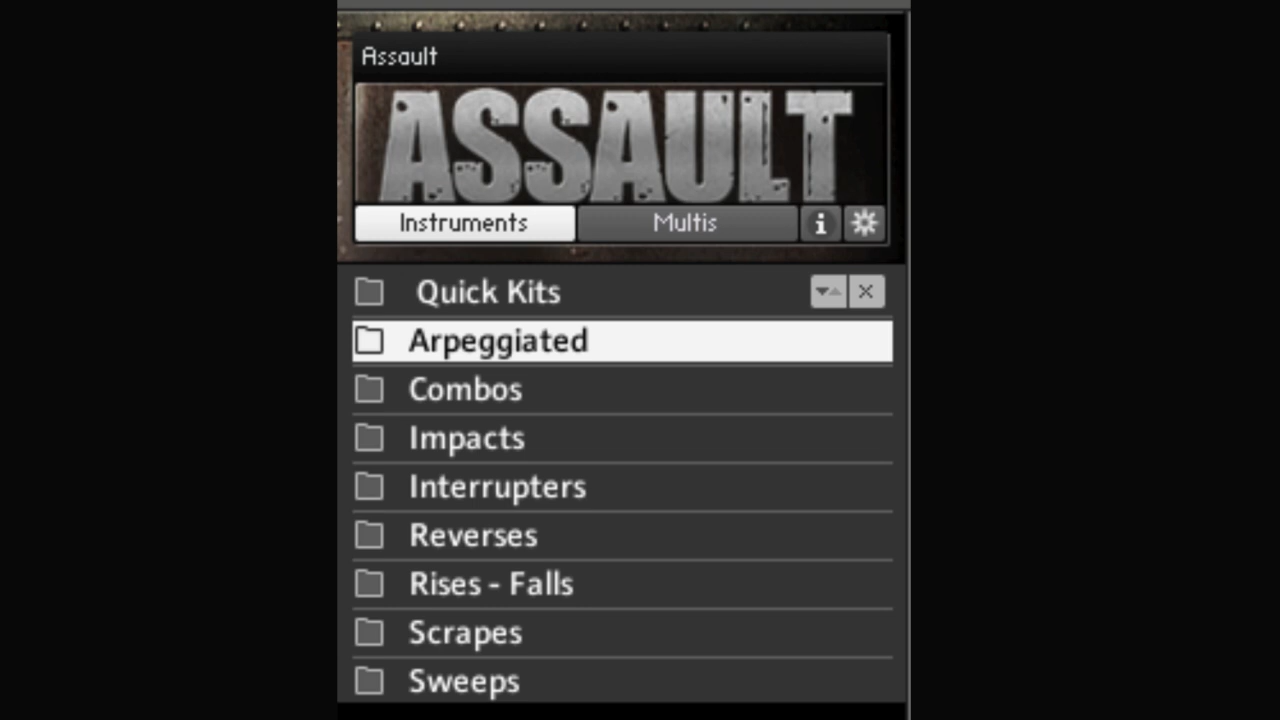 Assault
ASSAULT
Instruments Multis i
Quick Kits
Arpeggiated
Combos
Impacts
Interrupters
Reverses
Rises - Falls
Scrapes
Sweeps